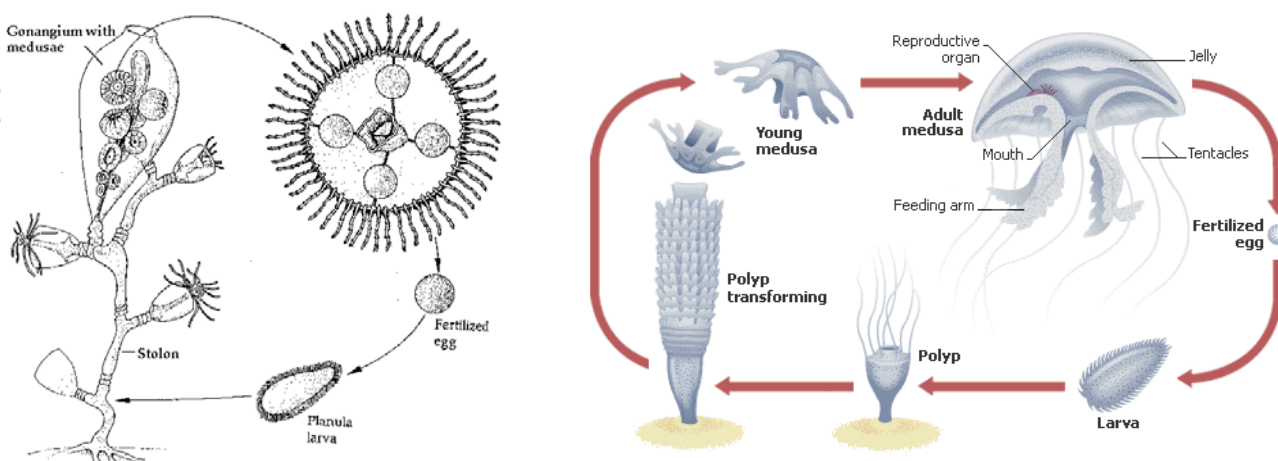 Gonangium with
medusae
Fertilized
egg
Stolon
Planula
larva
Reproductive
organ
Jelly
Adult
medusa
Young
medusa
Mouth
Tentacles
Feeding arm
Fertilized
egg
Polyp
transforming
Polyp
Larva